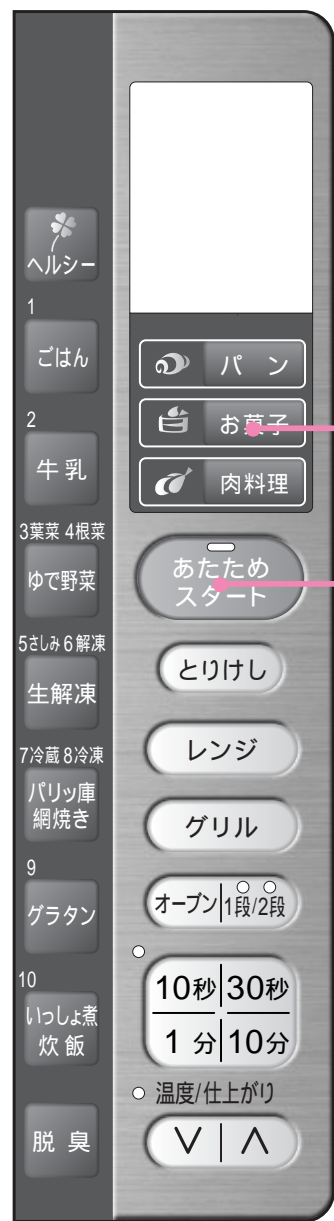 ヘルシー
1
ごはん
2
牛乳
3葉菜 4根菜
ゆで野菜
5さしみ 6解凍
生解凍
7冷蔵 8冷凍
パリッ庫
網焼き
9
グラタン
10
いっしょ煮
炊飯
脱臭
パン
お菓子
肉料理
あたため
スタート
とりけし
レンジ
グリル
オーブン 1段/2段
10秒 30秒
1分 10分
温度/仕上がり